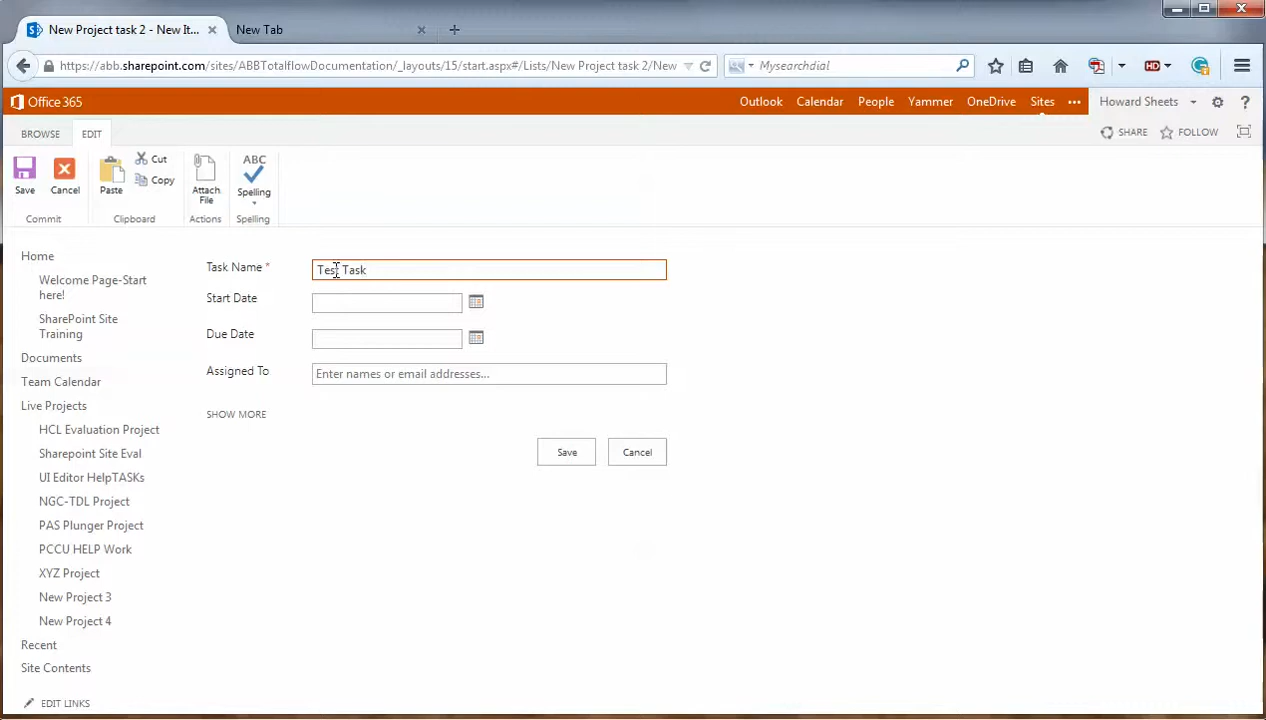 New Project task 2 - New It...
New Tab
https://abb.sharepoint.com/sites/ABBTotalflowDocumentation/_layouts/15/start.aspx#/Lists/New Project task 2/New
Mysearchdial
HD
Office 365
Outlook
Calendar
People
Yammer
OneDrive
Sites
Howard Sheets
?
BROWSE
EDIT
SHARE
FOLLOW
Save
Cancel
Paste
Cut
Copy
Attach File
ABC
Spelling
Commit
Clipboard
Actions
Spelling
Home
Welcome Page-Start
here!
SharePoint Site
Training
Documents
Team Calendar
Live Projects
HCL Evaluation Project
Sharepoint Site Eval
UI Editor HelpTASKs
NGC-TDL Project
PAS Plunger Project
PCCU HELP Work
XYZ Project
New Project 3
New Project 4
Recent
Site Contents
EDIT LINKS
Task Name *
Test Task
Start Date
Due Date
Assigned To
Enter names or email addresses...
SHOW MORE
Save
Cancel